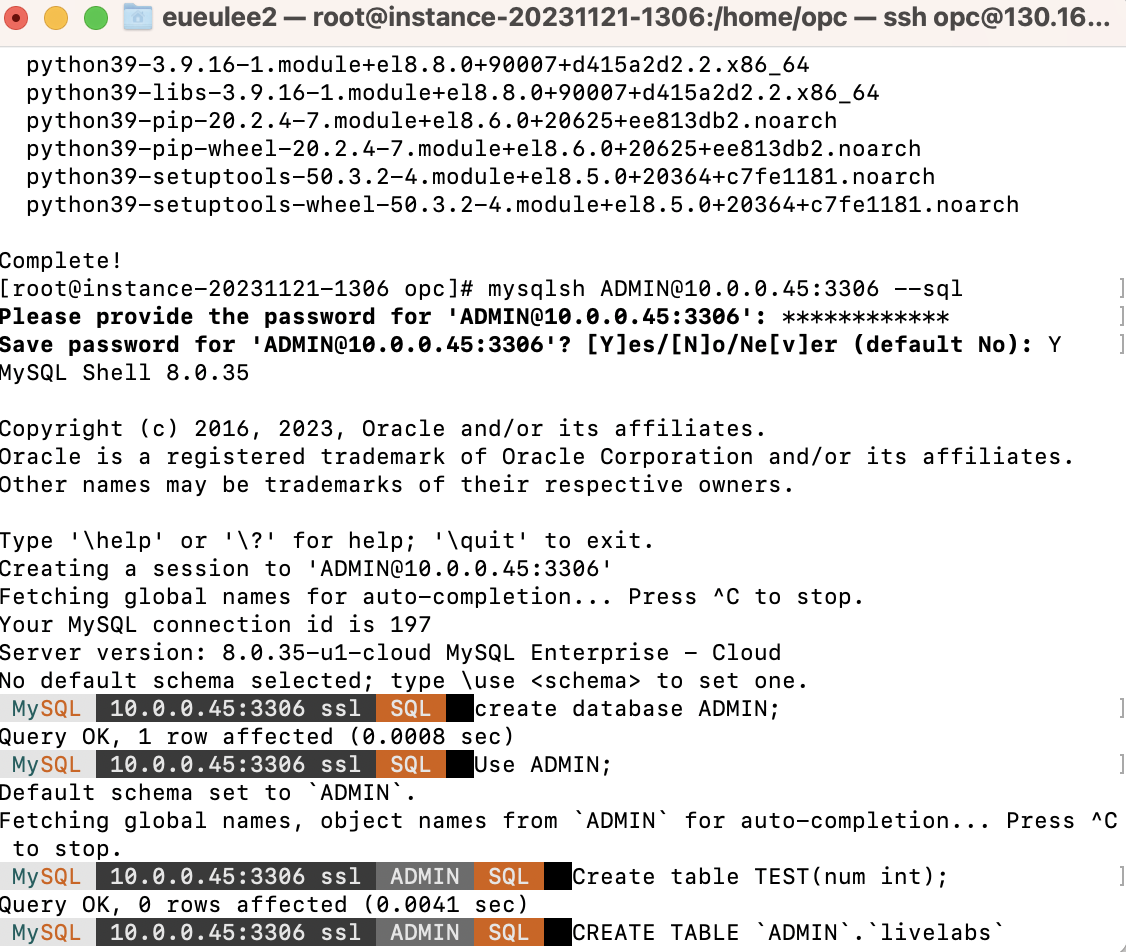 eueulee2 — root@instance-20231121-1306:/home/opc — ssh opc@130.16...
python39-3.9.16-1.module+el8.8.0+90007+d415a2d2.2.x86_64
python39-libs-3.9.16-1.module+el8.8.0+90007+d415a2d2.2.x86_64
python39-pip-20.2.4-7.module+el8.6.0+20625+ee813db2.noarch
python39-pip-wheel-20.2.4-7.module+el8.6.0+20625+ee813db2.noarch
python39-setuptools-50.3.2-4.module+el8.5.0+20364+c7fe1181.noarch
python39-setuptools-wheel-50.3.2-4.module+el8.5.0+20364+c7fe1181.noarch
Complete!
[root@instance-20231121-1306 opc]# mysqlsh ADMIN@10.0.0.45:3306 --sql ]
Please provide the password for 'ADMIN@10.0.0.45:3306': ************ ]
Save password for 'ADMIN@10.0.0.45:3306'? [Y]es/[N]o/Ne[v]er (default No): Y ]
MySQL Shell 8.0.35
Copyright (c) 2016, 2023, Oracle and/or its affiliates.
Oracle is a registered trademark of Oracle Corporation and/or its affiliates.
Other names may be trademarks of their respective owners.
Type '\help' or '\?' for help; '\quit' to exit.
Creating a session to 'ADMIN@10.0.0.45:3306'
Fetching global names for auto-completion... Press ^C to stop.
Your MySQL connection id is 197
Server version: 8.0.35-u1-cloud MySQL Enterprise - Cloud
No default schema selected; type \use <schema> to set one.
MySQL 10.0.0.45:3306 ssl SQL create database ADMIN; ]
Query OK, 1 row affected (0.0008 sec)
MySQL 10.0.0.45:3306 ssl SQL Use ADMIN; ]
Default schema set to `ADMIN`.
Fetching global names, object names from `ADMIN` for auto-completion... Press ^C
to stop.
MySQL 10.0.0.45:3306 ssl ADMIN SQL Create table TEST(num int); ]
Query OK, 0 rows affected (0.0041 sec)
MySQL 10.0.0.45:3306 ssl ADMIN SQL CREATE TABLE `ADMIN`.`livelabs`